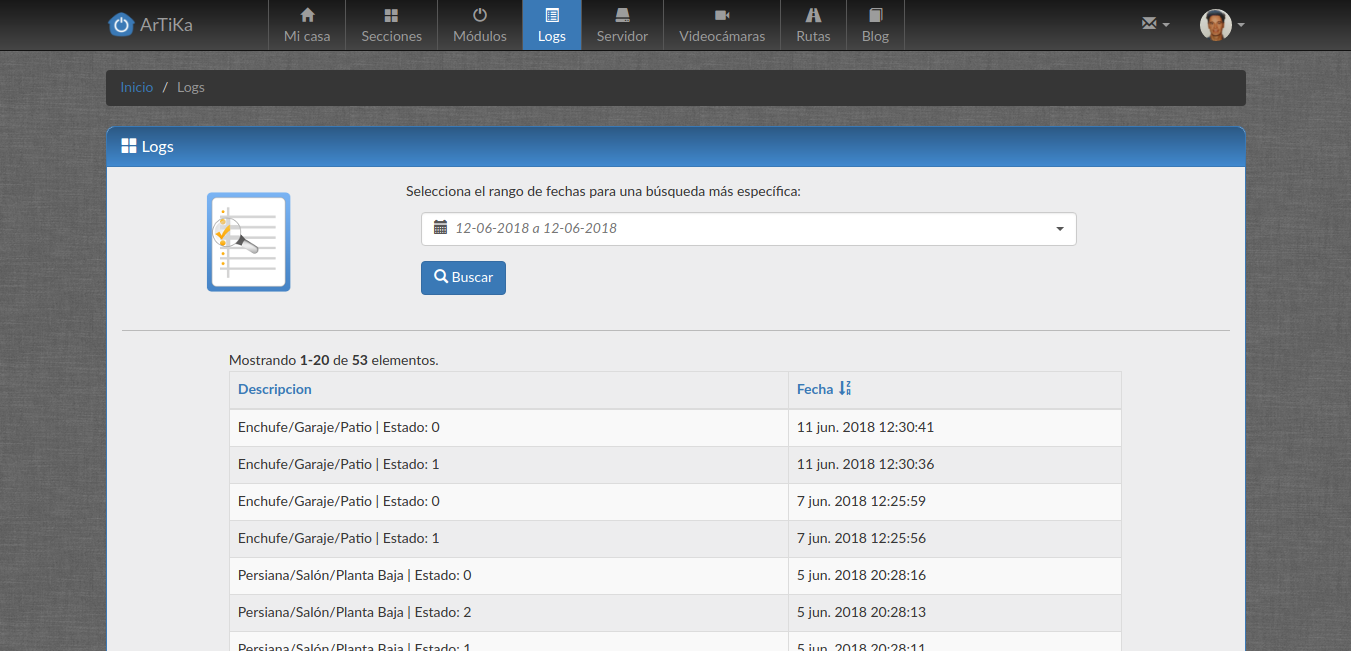 ArTiKa
Mi casa
Secciones
Módulos
Logs
Servidor
Videocámaras
Rutas
Blog
Inicio / Logs
Logs
Selecciona el rango de fechas para una búsqueda más específica:
12-06-2018 a 12-06-2018
Buscar
Mostrando 1-20 de 53 elementos.
Descripcion Fecha
Enchufe/Garaje/Patio | Estado: 0 11 jun. 2018 12:30:41
Enchufe/Garaje/Patio | Estado: 1 11 jun. 2018 12:30:36
Enchufe/Garaje/Patio | Estado: 0 7 jun. 2018 12:25:59
Enchufe/Garaje/Patio | Estado: 1 7 jun. 2018 12:25:56
Persiana/Salón/Planta Baja | Estado: 0 5 jun. 2018 20:28:16
Persiana/Salón/Planta Baja | Estado: 2 5 jun. 2018 20:28:13
Persiana/Salón/Planta Baja | Estado: 1 5 jun. 2018 20:28:11